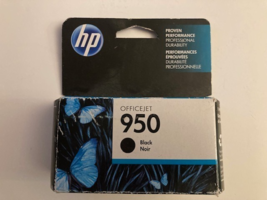 hp
PROVEN
PERFORMANCE
PROFESSIONAL
DURABILITY
PERFORMANCES
ÉPROUVÉES
DURABILITÉ
PROFESSIONNELLE
OFFICEJET
950
Black
Noir